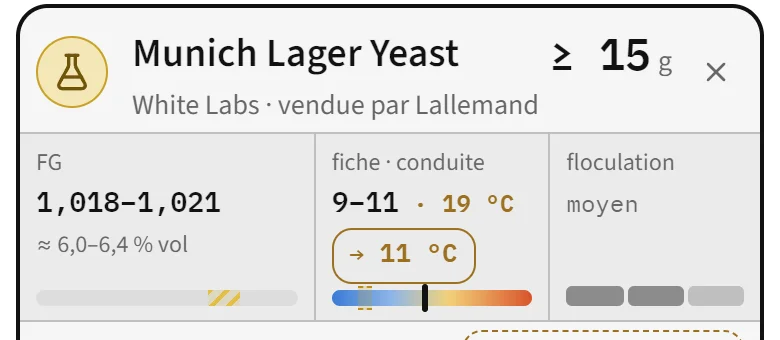 Munich Lager Yeast ≥ 15 g ×
White Labs · vendue par Lallemand
FG
1,018–1,021
≈ 6,0–6,4 % vol
fiche · conduite
9–11 · 19 °C
→ 11 °C
floculation
moyen